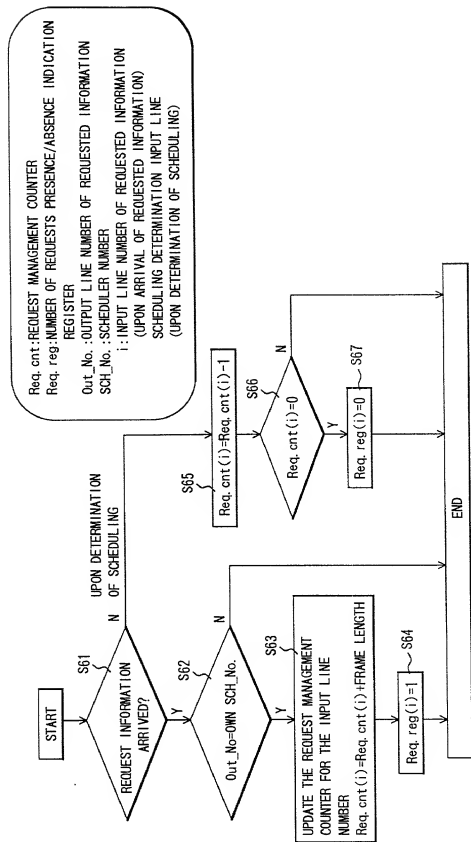 Req. cnt:REQUEST MANAGEMENT COUNTER
Req. reg:NUMBER OF REQUESTS PRESENCE/ABSENCE INDICATION
REGISTER
Out_No. :OUTPUT LINE NUMBER OF REQUESTED INFORMATION
SCH_No. :SCHEDULER NUMBER
i:INPUT LINE NUMBER OF REQUESTED INFORMATION
(UPON ARRIVAL OF REQUESTED INFORMATION)
SCHEDULING DETERMINATION INPUT LINE
(UPON DETERMINATION OF SCHEDULING)
START
S61
REQUEST INFORMATION
ARRIVED?
N
UPON DETERMINATION
OF SCHEDULING
Y
S62
Out_No=OWN SCH_No.
N
Y
S63
UPDATE THE REQUEST MANAGEMENT
COUNTER FOR THE INPUT LINE
NUMBER
Req. cnt(i)=Req. cnt(i)+FRAME LENGTH
S64
Req. reg(i)=1
S65
Req. cnt(i)=Req. cnt(i)-1
S66
Req. cnt(i)=0
N
Y
S67
Req. reg(i)=0
END